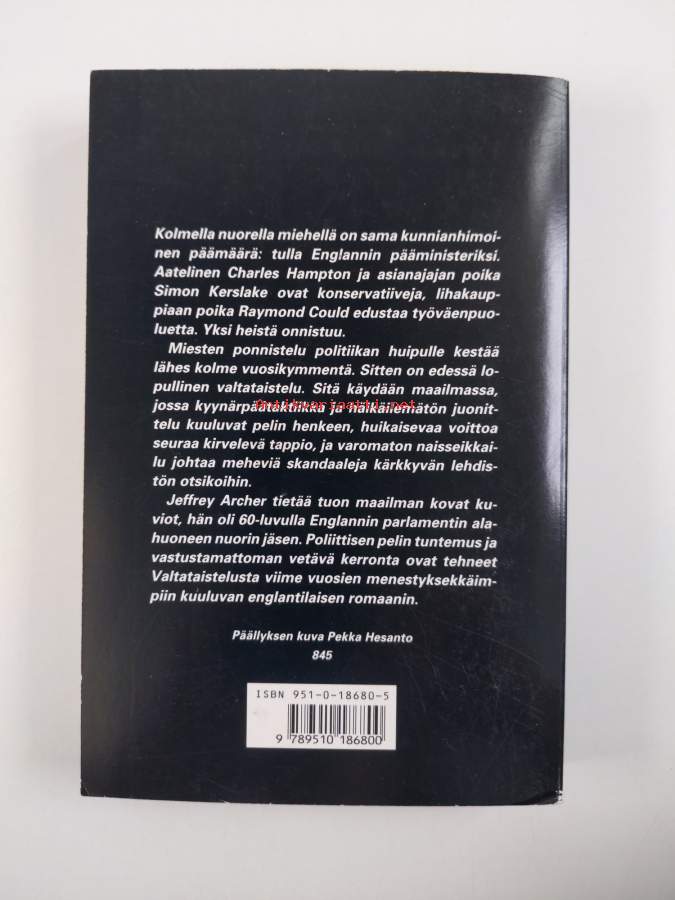 Kolmella nuorella miehellä on sama kunnianhimoi-
nen päämäärä: tulla Englannin pääministeriksi.
Aatelinen Charles Hampton ja asianajajan poika
Simon Kerslake ovat konservatiiveja, lihakaup-
piaan poika Raymond Could edustaa työväenpuo-
luetta. Yksi heistä onnistuu.
Miesten ponnistelu politiikan huipulle kestää
lähes kolme vuosikymmentä. Sitten on edessä lo-
pullinen valtataistelu. Sitä käydään maailmassa,
jossa kyynärpäätaktiikka ja häikäilemätön juonit-
antikvariaatti.net
telu kuuluvat pelin henkeen, huikaisevaa voittoa
seuraa kirvelevä tappio, ja varomaton naisseikkai-
lu johtaa meheviä skandaaleja kärkkyvän lehdis-
tön otsikoihin.
Jeffrey Archer tietää tuon maailman kovat ku-
viot, hän oli 60-luvulla Englannin parlamentin ala-
huoneen nuorin jäsen. Poliittisen pelin tuntemus ja
vastustamattoman vetävä kerronta ovat tehneet
Valtataistelusta viime vuosien menestyksekkäim-
piin kuuluvan englantilaisen romaanin.
Päällyksen kuva Pekka Hesanto
845
ISBN 951-0-18680-5
9 789510 186800